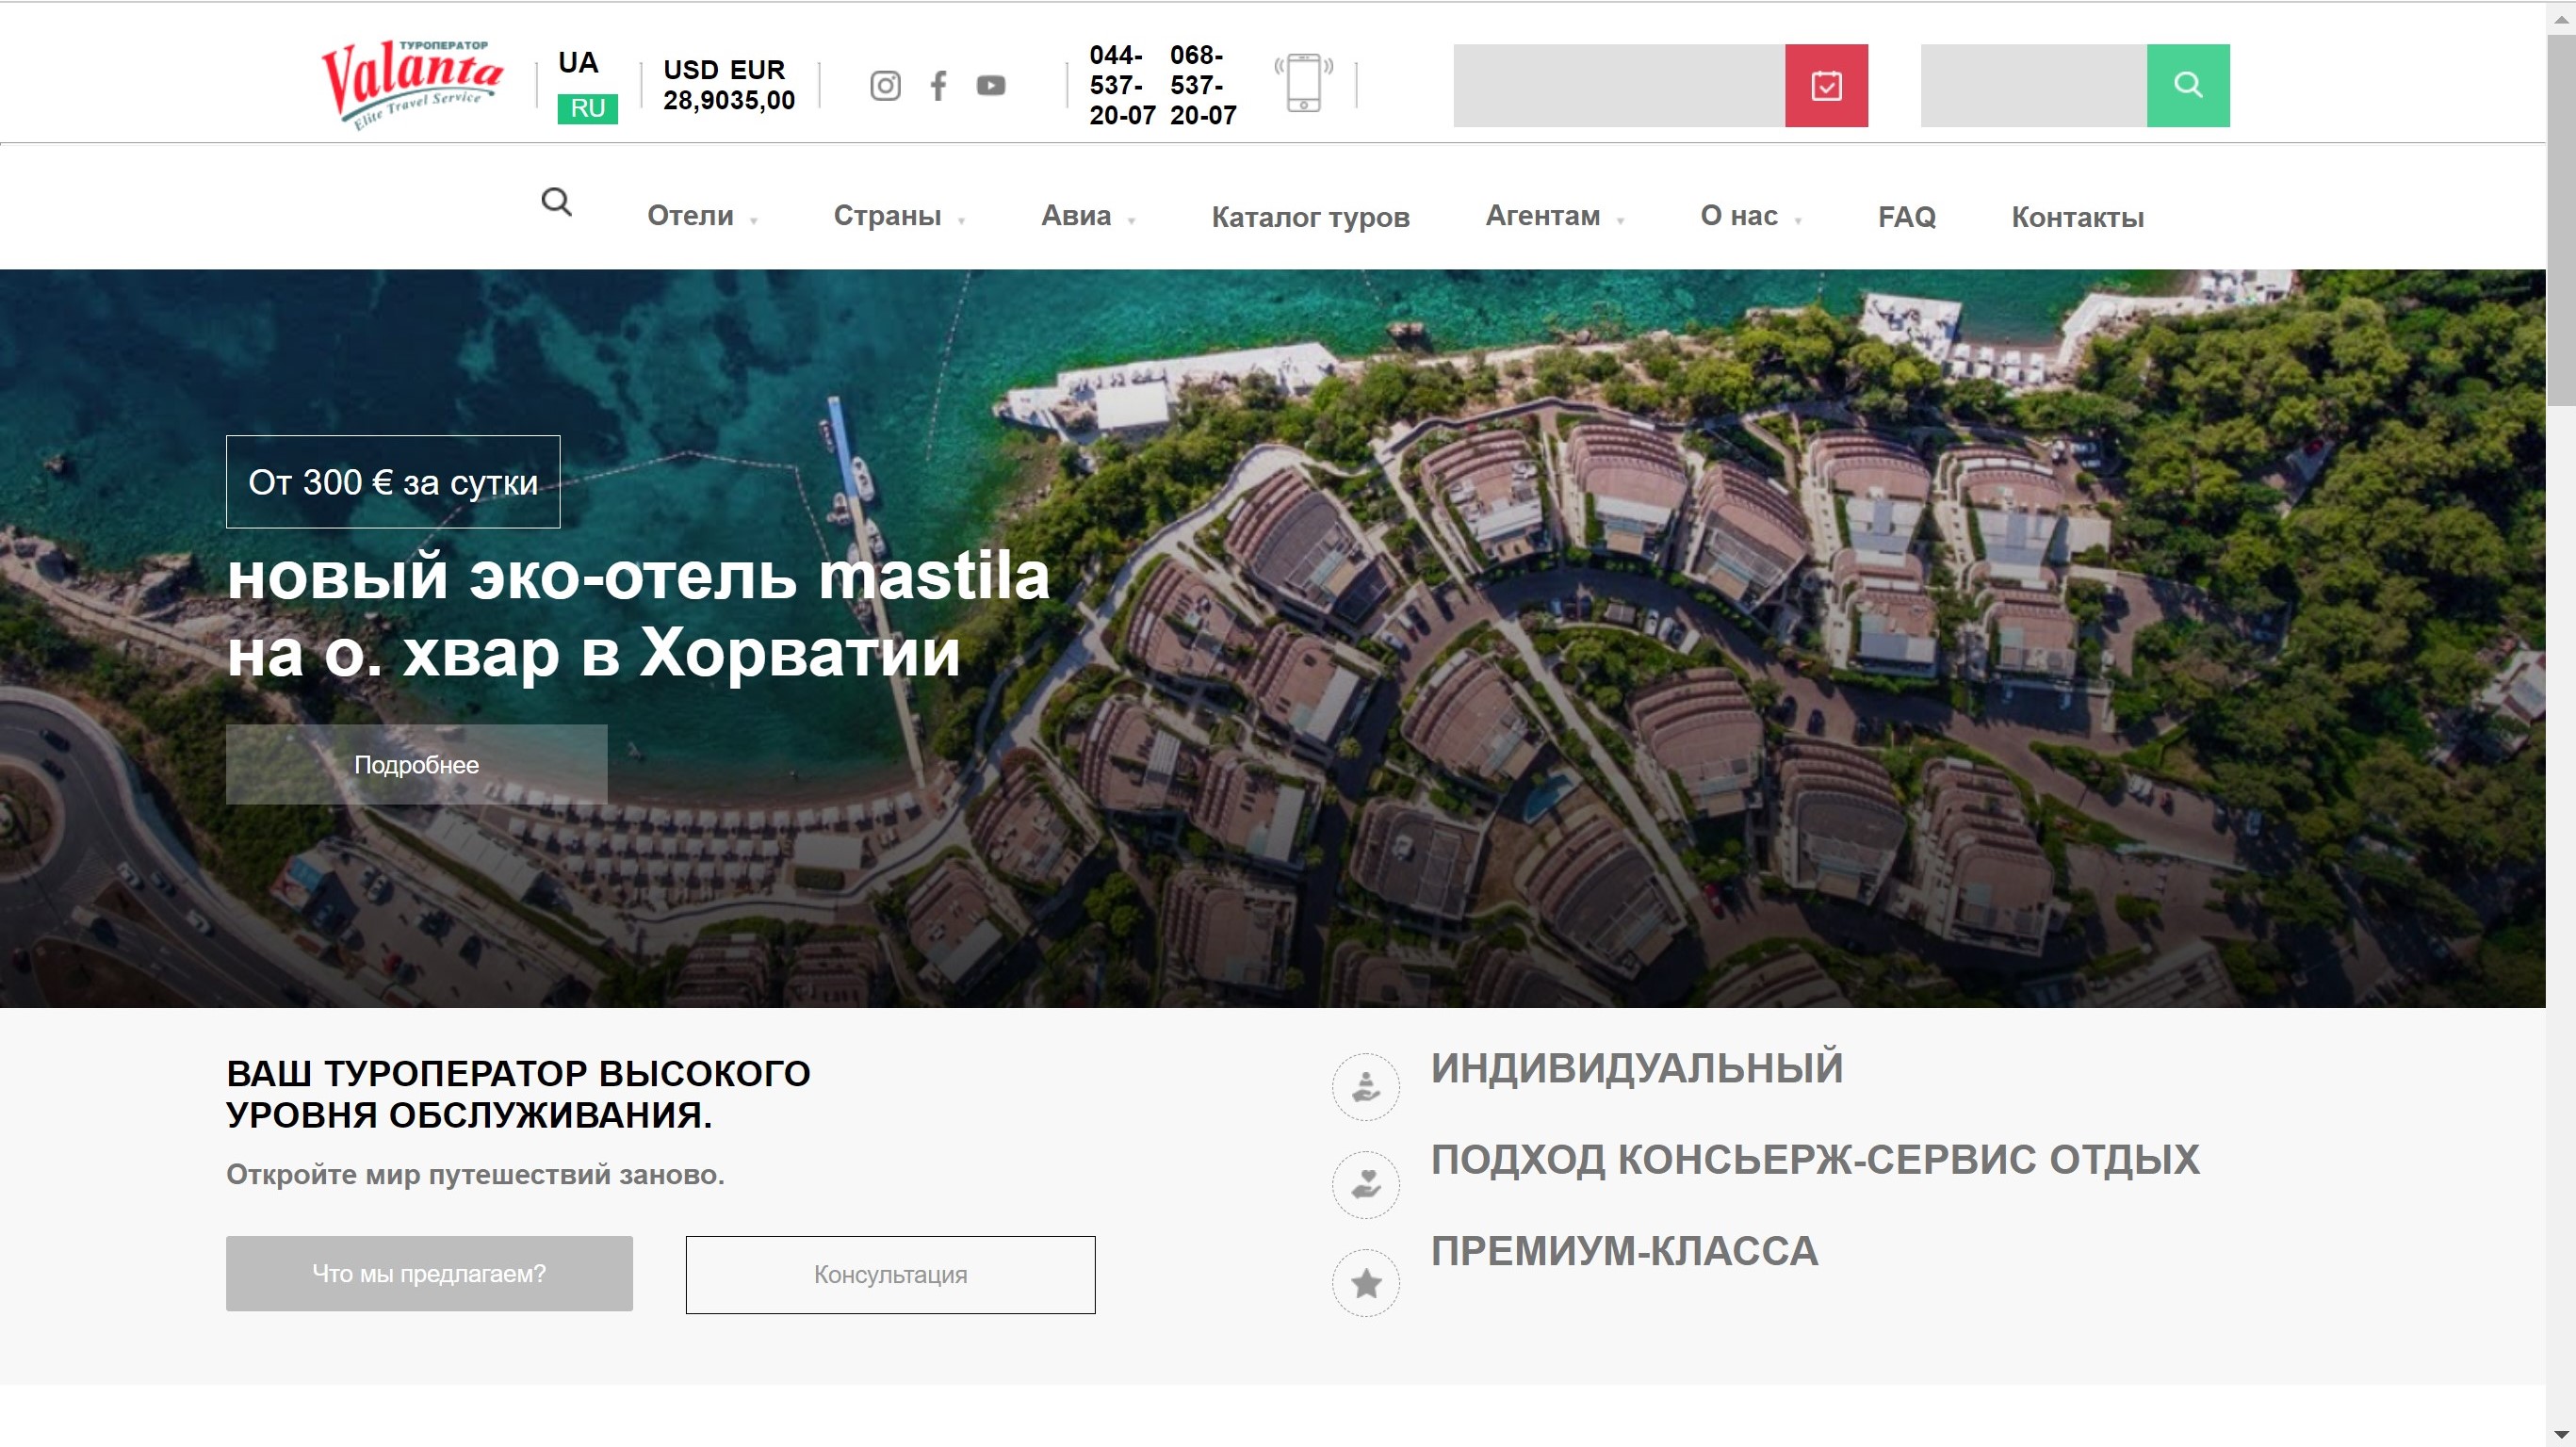 ТУРОПЕРАТОР
Valanta
Elite Travel Service
UA
RU
USD EUR
28,9035,00
044-
537-
20-07
068-
537-
20-07
Отели
Страны
Авиа
Каталог туров
Агентам
О нас
FAQ
Контакты
От 300 € за сутки
новый эко-отель mastila
на о. хвар в Хорватии
Подробнее
ВАШ ТУРОПЕРАТОР ВЫСОКОГО
УРОВНЯ ОБСЛУЖИВАНИЯ.
Откройте мир путешествий заново.
Что мы предлагаем?
Консультация
ИНДИВИДУАЛЬНЫЙ
ПОДХОД КОНСЬЕРЖ-СЕРВИС ОТДЫХ
ПРЕМИУМ-КЛАССА